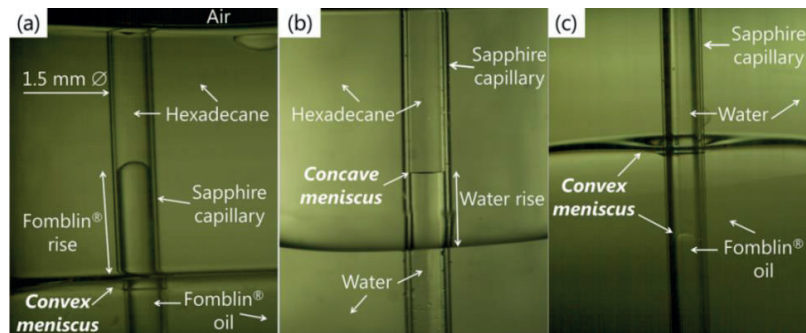 (a)
Air
1.5 mm Ø
Hexadecane
Fomblin®
rise
Sapphire
capillary
Convex
meniscus
Fomblin®
oil
(b)
Sapphire
capillary
Hexadecane
Concave
meniscus
Water rise
Water
(c)
Sapphire
capillary
Water
Convex
meniscus
Fomblin®
oil